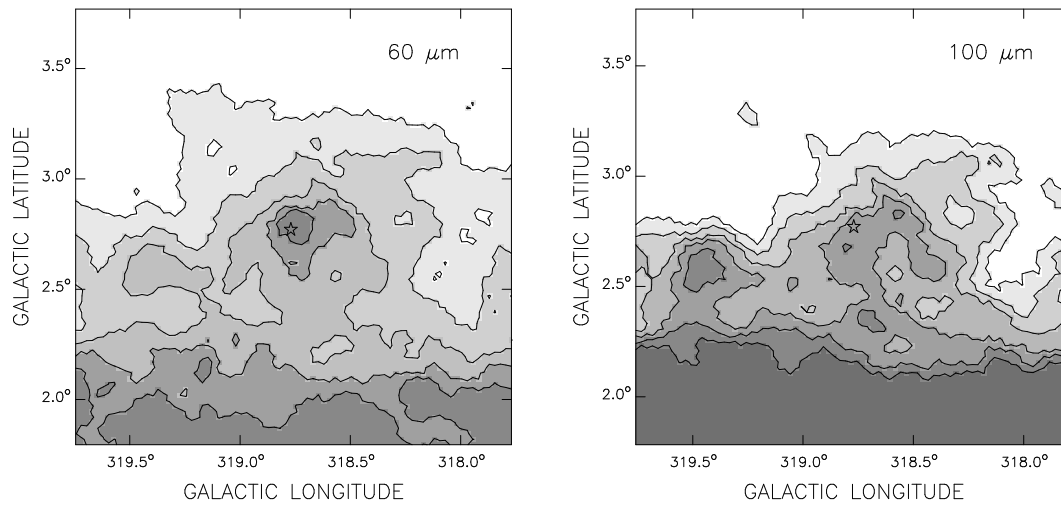 60 μm
3.5°
3.0°
2.5°
2.0°
GALACTIC LATITUDE
319.5° 319.0° 318.5° 318.0°
GALACTIC LONGITUDE
100 μm
3.5°
3.0°
2.5°
2.0°
GALACTIC LATITUDE
319.5° 319.0° 318.5° 318.0°
GALACTIC LONGITUDE